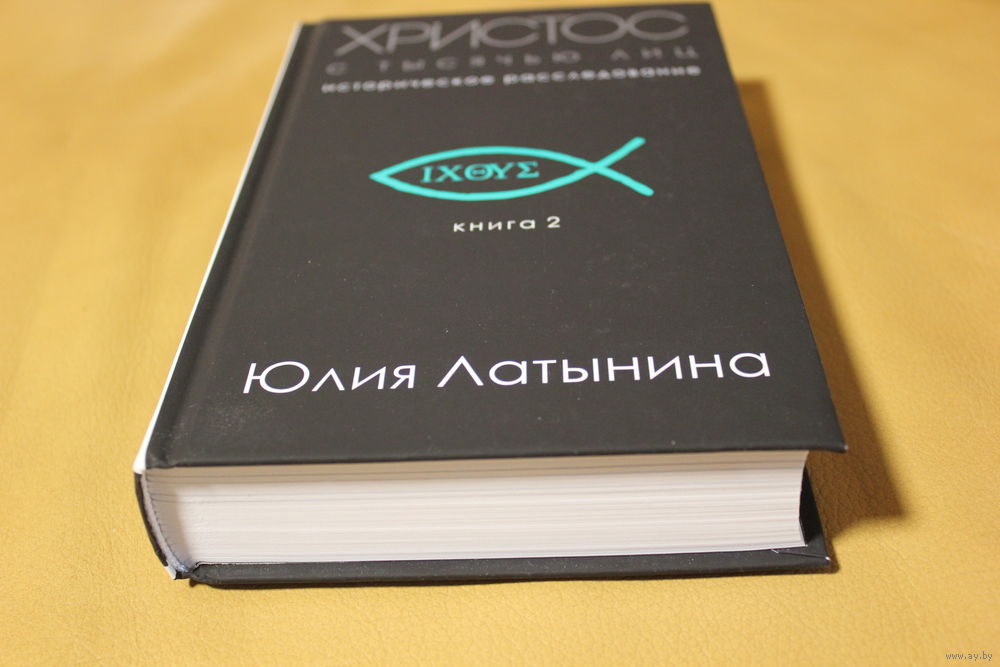 ХРИСТОС
С ТЫСЯЧЬЮ ЛИЦ
историческое расследование
ΙΧΘΥΣ
книга 2
Юлия Латынина
www.ay.by